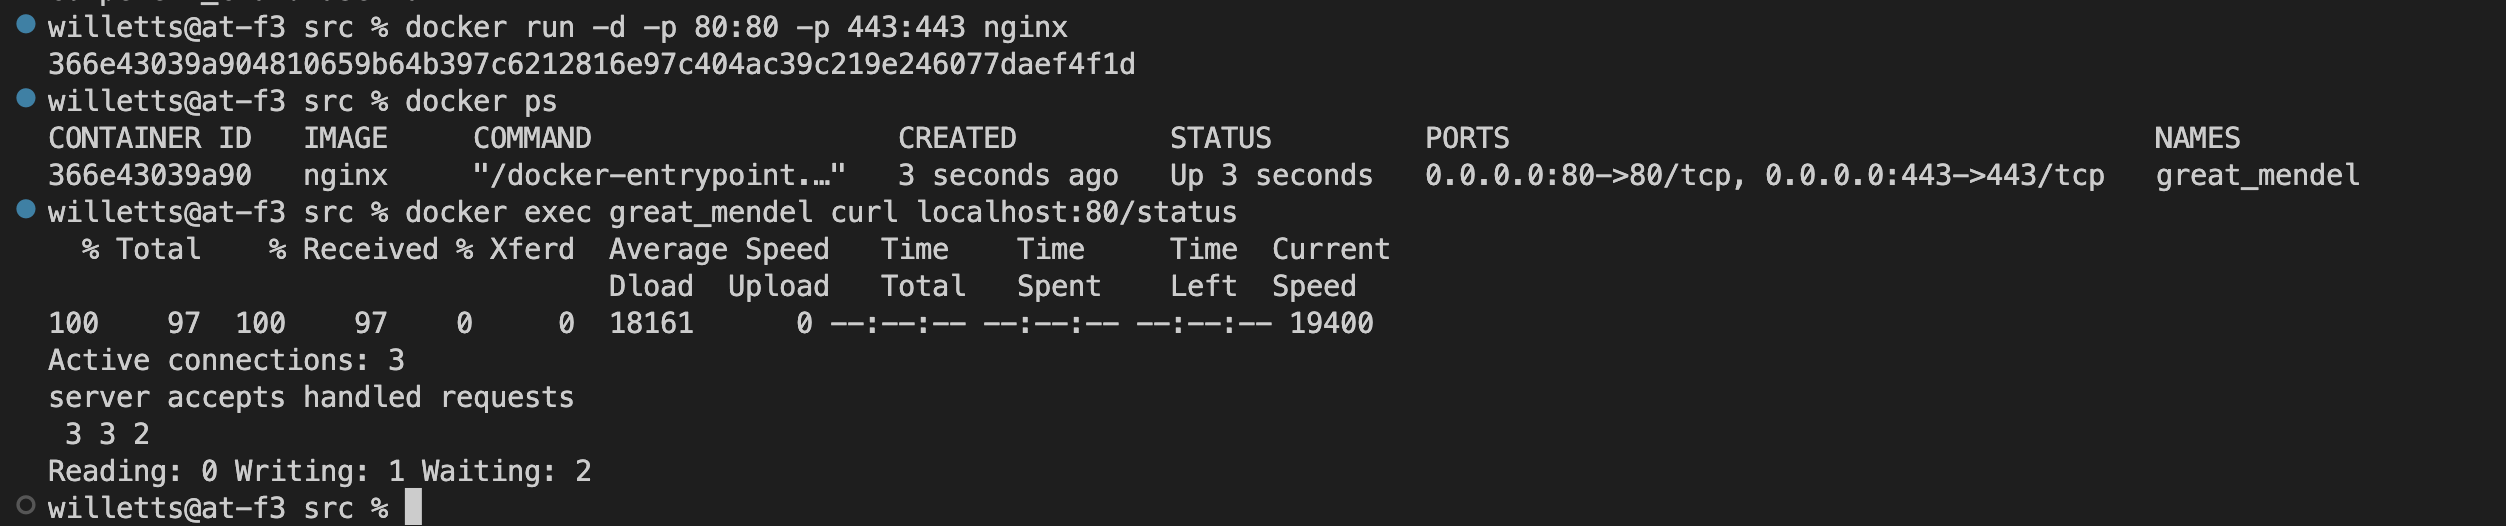 willetts@at-f3 src % docker run -d -p 80:80 -p 443:443 nginx
366e43039a904810659b64b397c6212816e97c404ac39c219e246077daef4f1d
willetts@at-f3 src % docker ps
CONTAINER ID   IMAGE     COMMAND                  CREATED         STATUS         PORTS                                      NAMES
366e43039a90   nginx     "/docker-entrypoint.…"   3 seconds ago   Up 3 seconds   0.0.0.0:80->80/tcp, 0.0.0.0:443->443/tcp   great_mendel
willetts@at-f3 src % docker exec great_mendel curl localhost:80/status
  % Total    % Received % Xferd  Average Speed   Time    Time     Time  Current
                                 Dload  Upload   Total   Spent    Left  Speed
100    97  100    97    0     0  18161      0 --:--:-- --:--:-- --:--:-- 19400
Active connections: 3
server accepts handled requests
 3 3 2
Reading: 0 Writing: 1 Waiting: 2
willetts@at-f3 src %